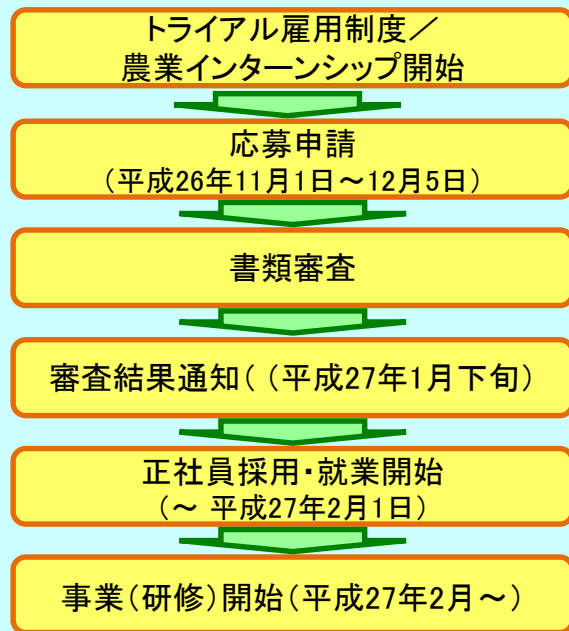 トライアル雇用制度／
農業インターンシップ開始
応募申請
（平成26年11月1日～12月5日）
書類審査
審査結果通知（（平成27年1月下旬）
正社員採用・就業開始
（～ 平成27年2月1日）
事業（研修）開始（平成27年2月～）